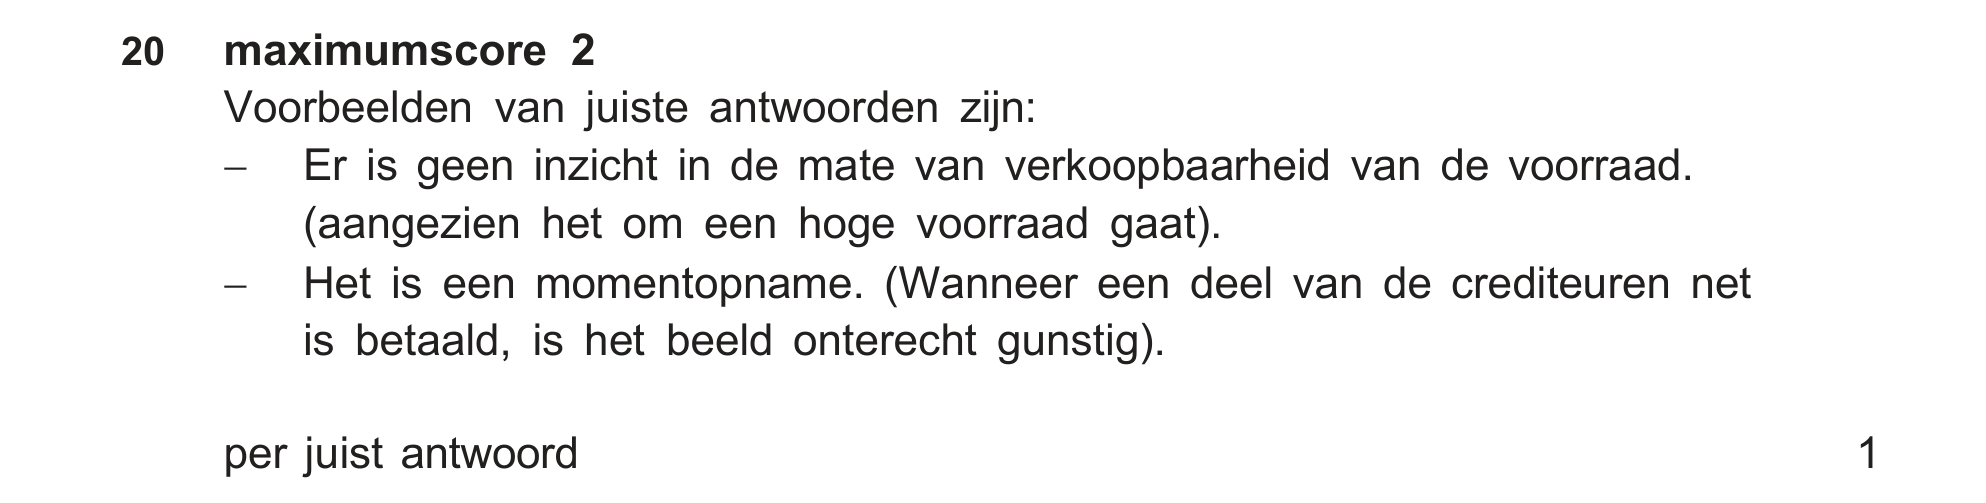 20 maximumscore 2
Voorbeelden van juiste antwoorden zijn:
− Er is geen inzicht in de mate van verkoopbaarheid van de voorraad.
(aangezien het om een hoge voorraad gaat).
− Het is een momentopname. (Wanneer een deel van de crediteuren net
is betaald, is het beeld onterecht gunstig).
per juist antwoord 1